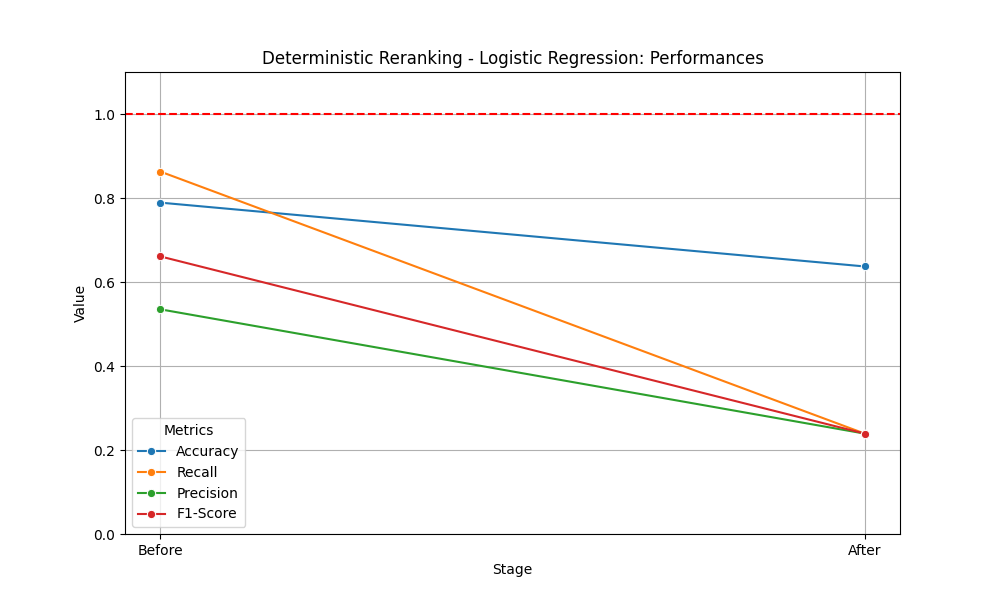 Deterministic Reranking - Logistic Regression: Performances
1.0
0.8
0.6
0.4
0.2
0.0
Value
Metrics
Accuracy
Recall
Precision
F1-Score
Before
After
Stage